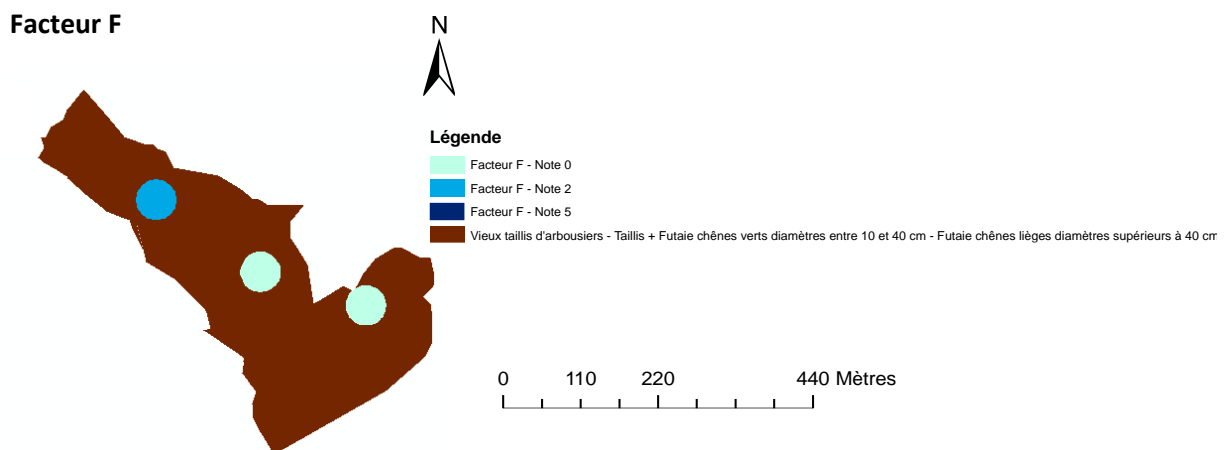 Facteur F
N
Légende
Facteur F - Note 0
Facteur F - Note 2
Facteur F - Note 5
Vieux taillis d'arbousiers - Taillis + Futaie chênes verts diamètres entre 10 et 40 cm - Futaie chênes lièges diamètres supérieurs à 40 cm
0 110 220 440 Mètres